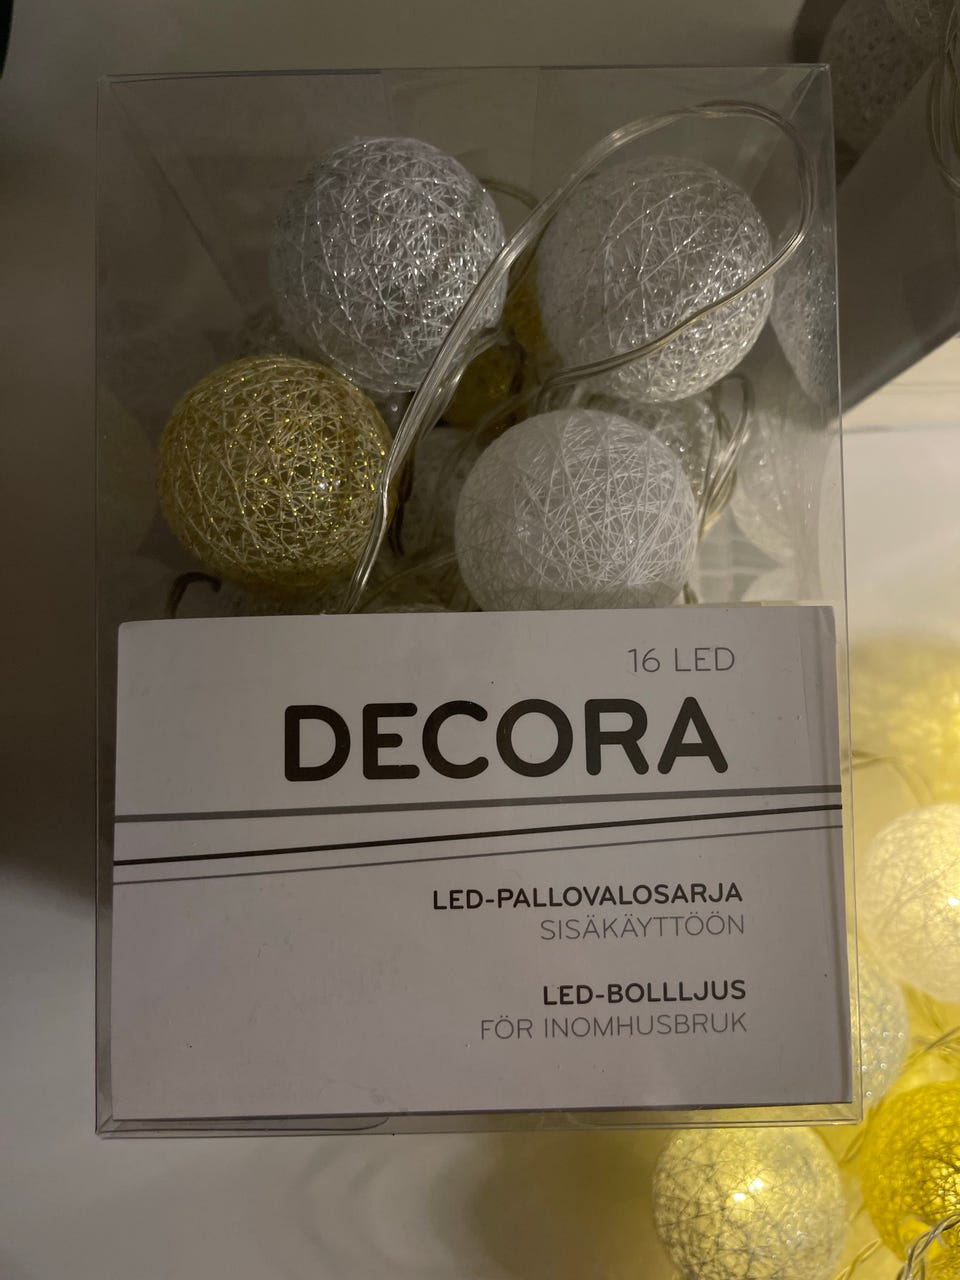 16 LED
DECORA
LED-PALLOVALOSARJA
SISÄKÄYTTÖÖN
LED-BOLLLJUS
FÖR INOMHUSBRUK